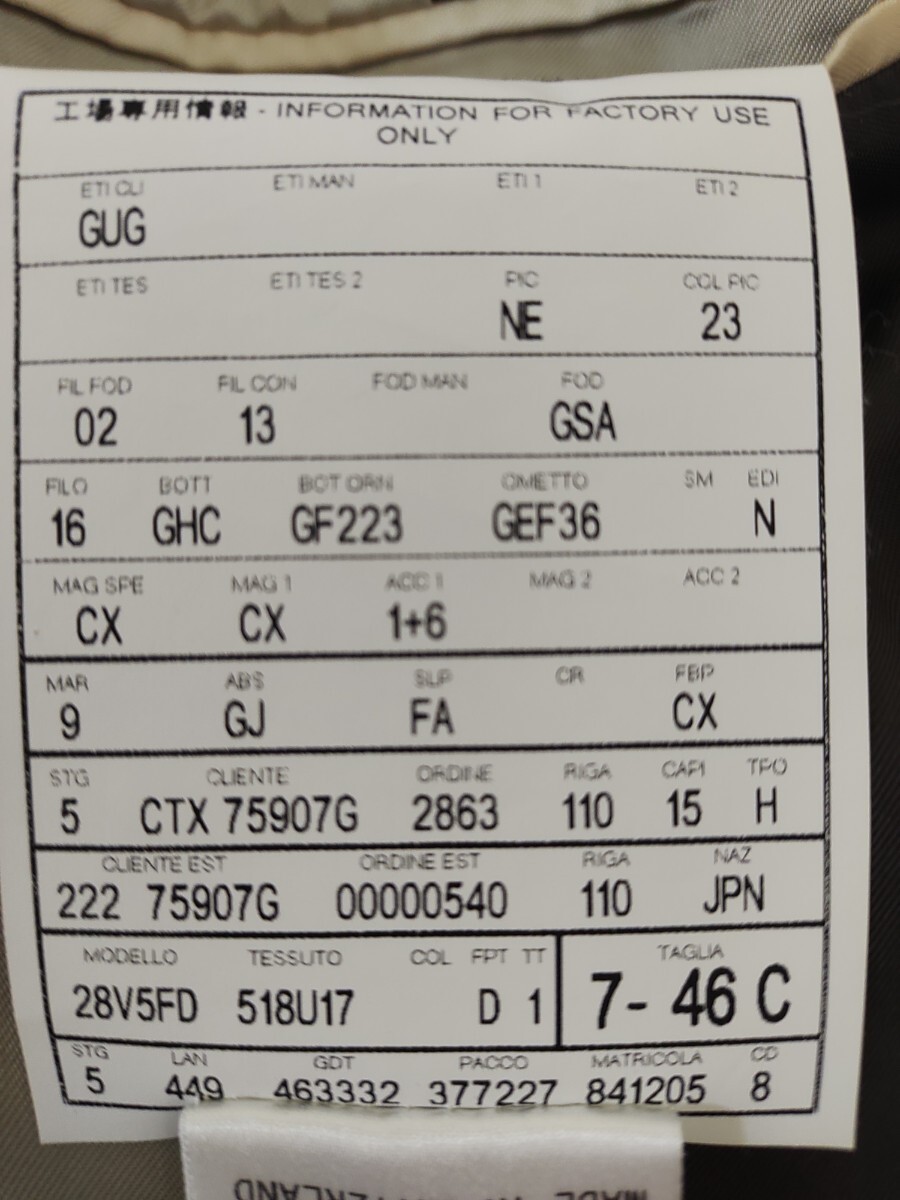 工場専用情報 - INFORMATION FOR FACTORY USE
ONLY
ETI CLI ETI MAN ETI 1 ETI 2
GUG
ETI TES ETI TES 2 PIC COL PIC
NE 23
FIL FOD FIL CON FOD MAN FOD
02 13 GSA
FILO BOTT BOT ORN OMETTO SM EDI
16 GHC GF223 GEF36 N
MAG SPE MAG 1 ACC 1 MAG 2 ACC 2
CX CX 1+6
MAR ABS SUP CR FBP
9 GJ FA CX
STG CLIENTE ORDINE RIGA CAPI TPO
5 CTX 75907G 2863 110 15 H
CLIENTE EST ORDINE EST RIGA NAZ
222 75907G 00000540 110 JPN
MODELLO TESSUTO COL FPT TT TAGLIA
28V5FD 518U17 D 1 7- 46 C
STG LAN GDT PACCO MATRICOLA CD
5 449 463332 377227 841205 8
MADE